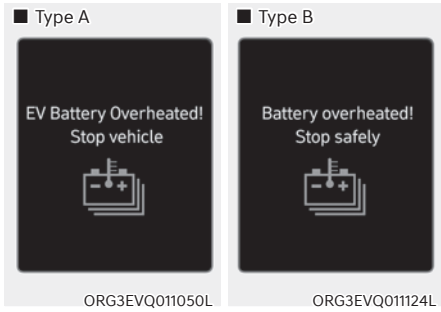 ■ Type A
EV Battery Overheated!
Stop vehicle
ORG3EVQ011050L
■ Type B
Battery overheated!
Stop safely
ORG3EVQ011124L